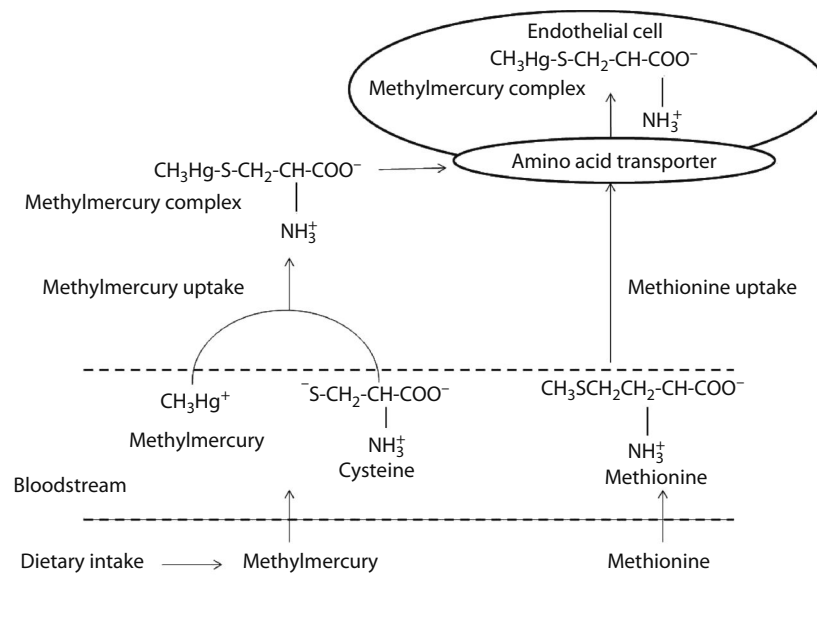 Endothelial cell
CH₃Hg-S-CH₂-CH-COO⁻
Methylmercury complex
NH₃⁺
Amino acid transporter
CH₃Hg-S-CH₂-CH-COO⁻
Methylmercury complex
NH₃⁺
Methylmercury uptake
Methionine uptake
CH₃Hg⁺
Methylmercury
⁻S-CH₂-CH-COO⁻
NH₃⁺
Cysteine
CH₃SCH₂CH₂-CH-COO⁻
NH₃⁺
Methionine
Bloodstream
Dietary intake
Methylmercury
Methionine